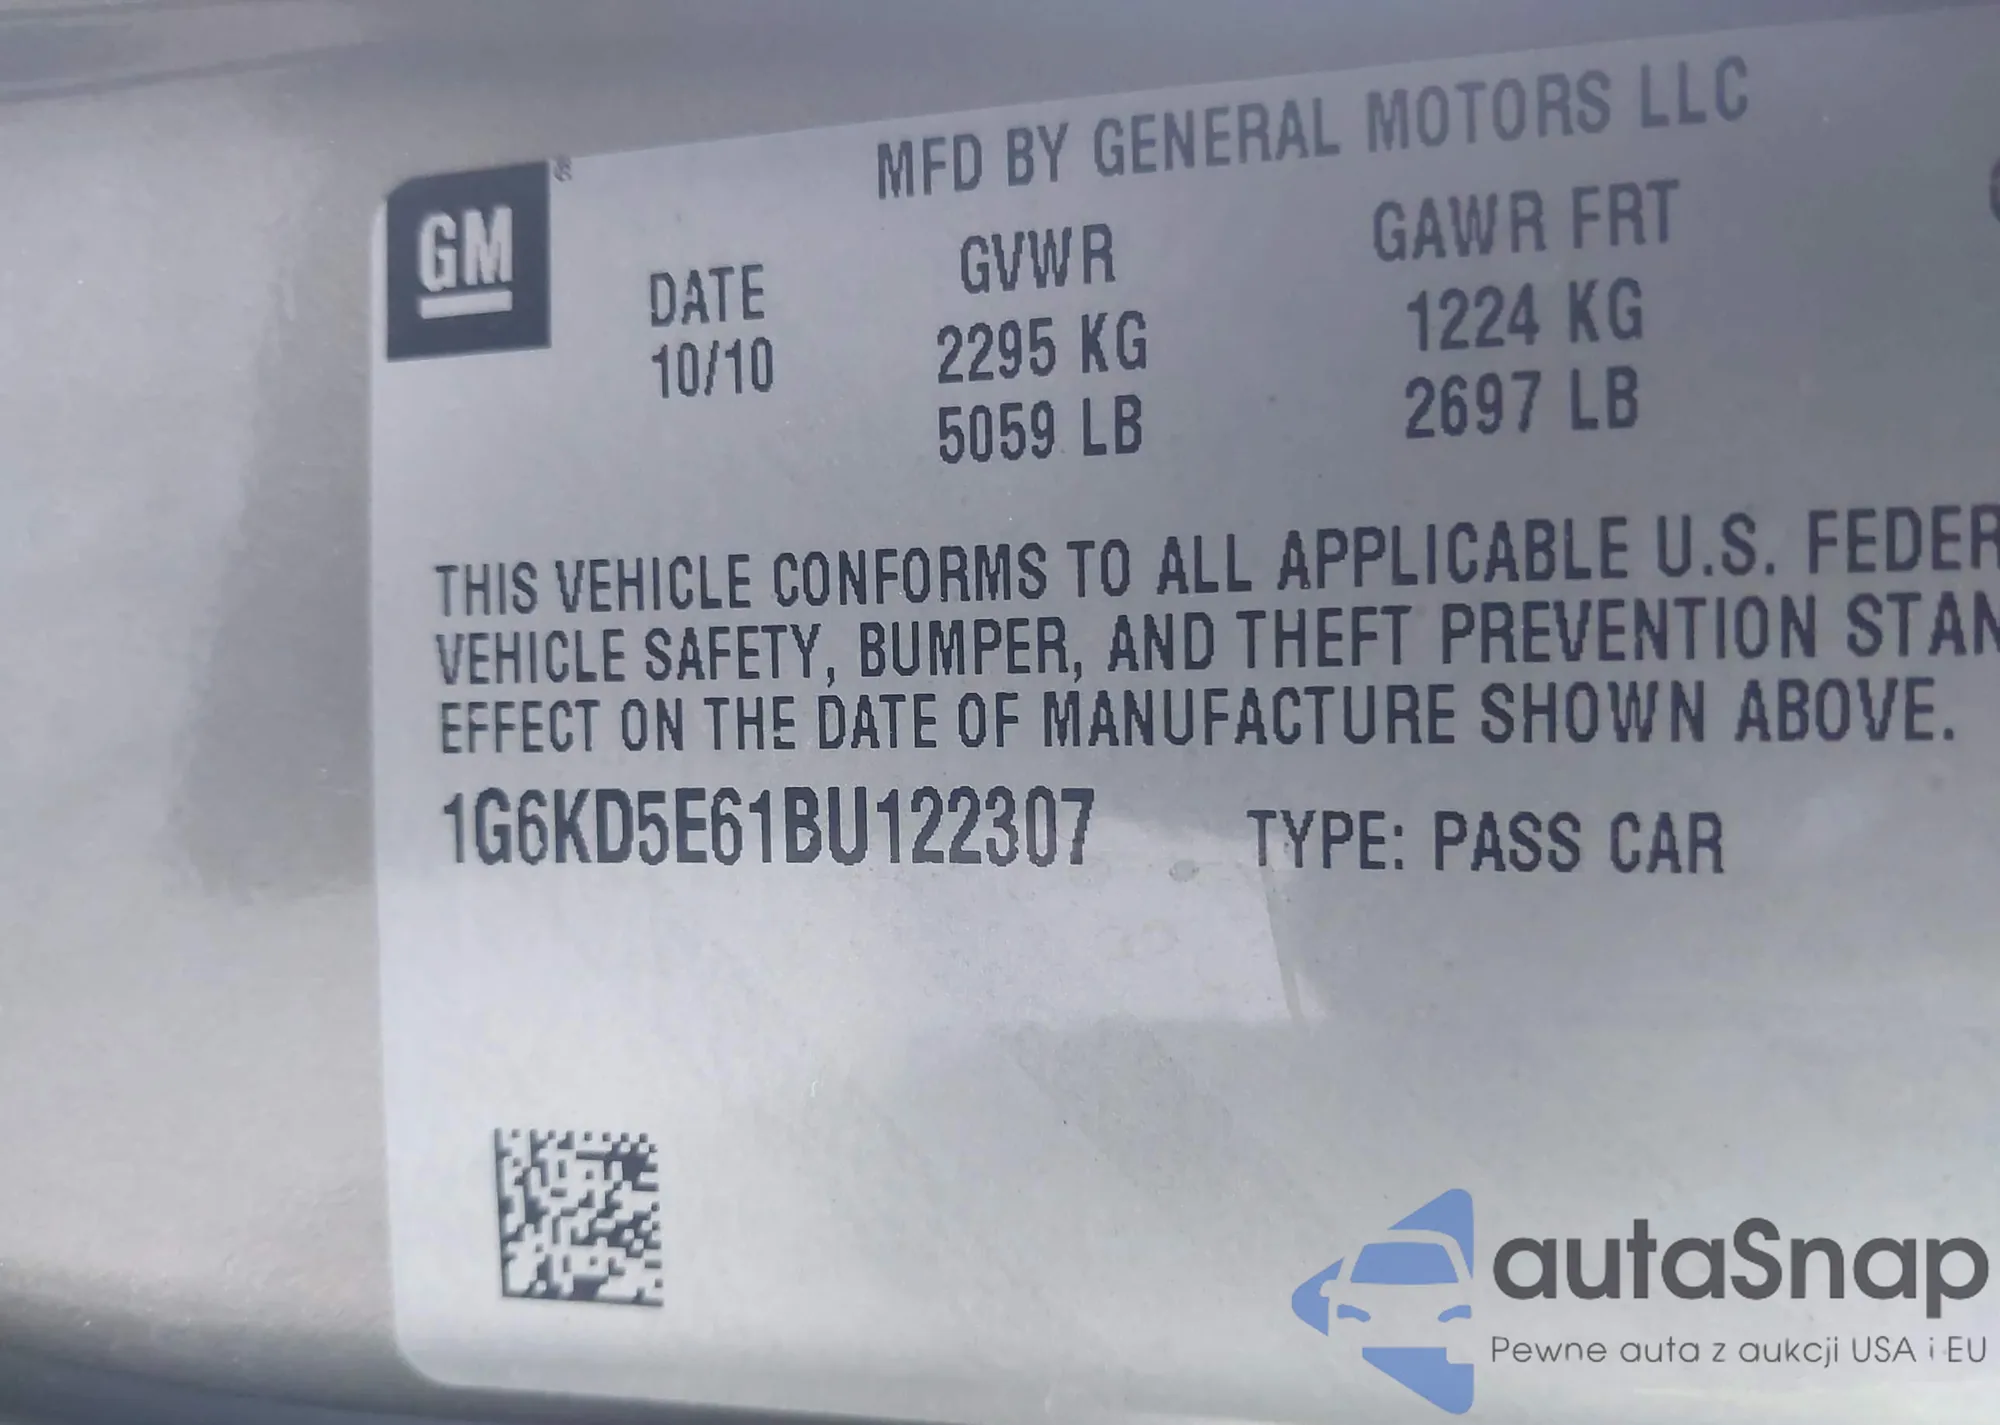 MFD BY GENERAL MOTORS LLC
GM
DATE GVWR GAWR FRT
10/10 2295 KG 1224 KG
5059 LB 2697 LB
THIS VEHICLE CONFORMS TO ALL APPLICABLE U.S. FEDER
VEHICLE SAFETY, BUMPER, AND THEFT PREVENTION STAN
EFFECT ON THE DATE OF MANUFACTURE SHOWN ABOVE.
1G6KD5E61BU122307 TYPE: PASS CAR
autaSnap
Pewne auta z aukcji USA i EU